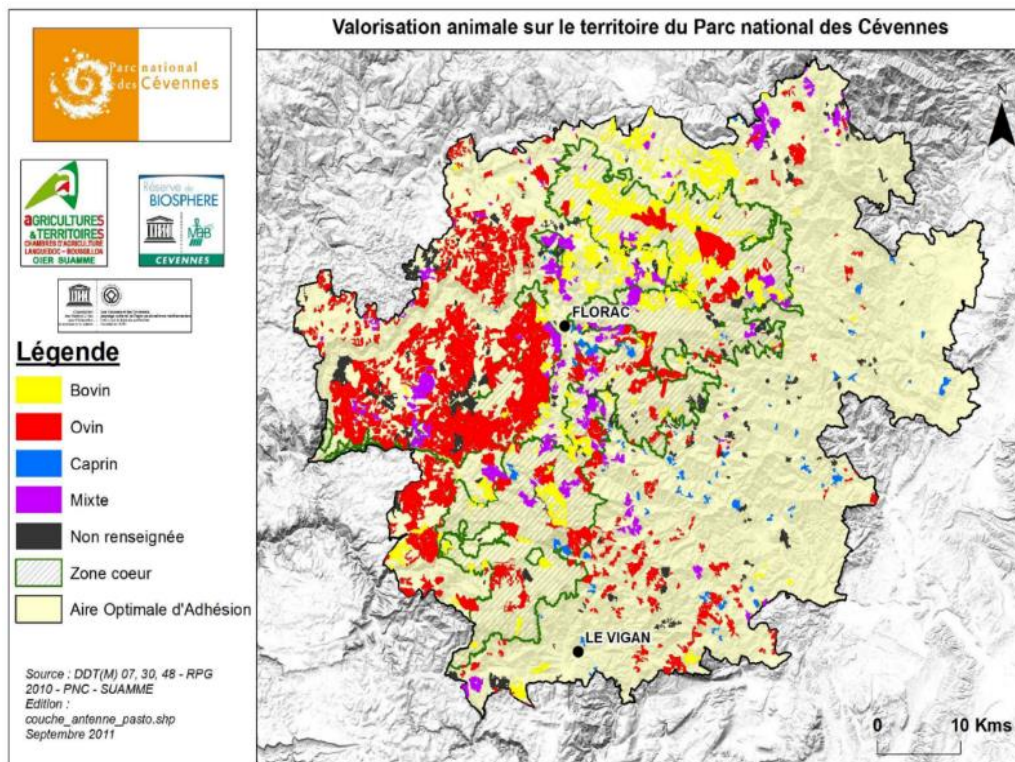 Valorisation animale sur le territoire du Parc national des Cévennes
Parc national
des Cévennes
aGRICULTURES
& TERRITOIRES
CHAMBRES D'AGRICULTURE
LANGUEDOC - ROUSSILLON
OIER SUAMME
Réserve de
BIOSPHERE
MAB
CEVENNES
N
FLORAC
LE VIGAN
Légende
Bovin
Ovin
Caprin
Mixte
Non renseignée
Zone coeur
Aire Optimale d'Adhésion
Source : DDT(M) 07, 30, 48 - RPG
2010 - PNC - SUAMME
Edition :
couche_antenne_pasto.shp
Septembre 2011
0 10 Kms